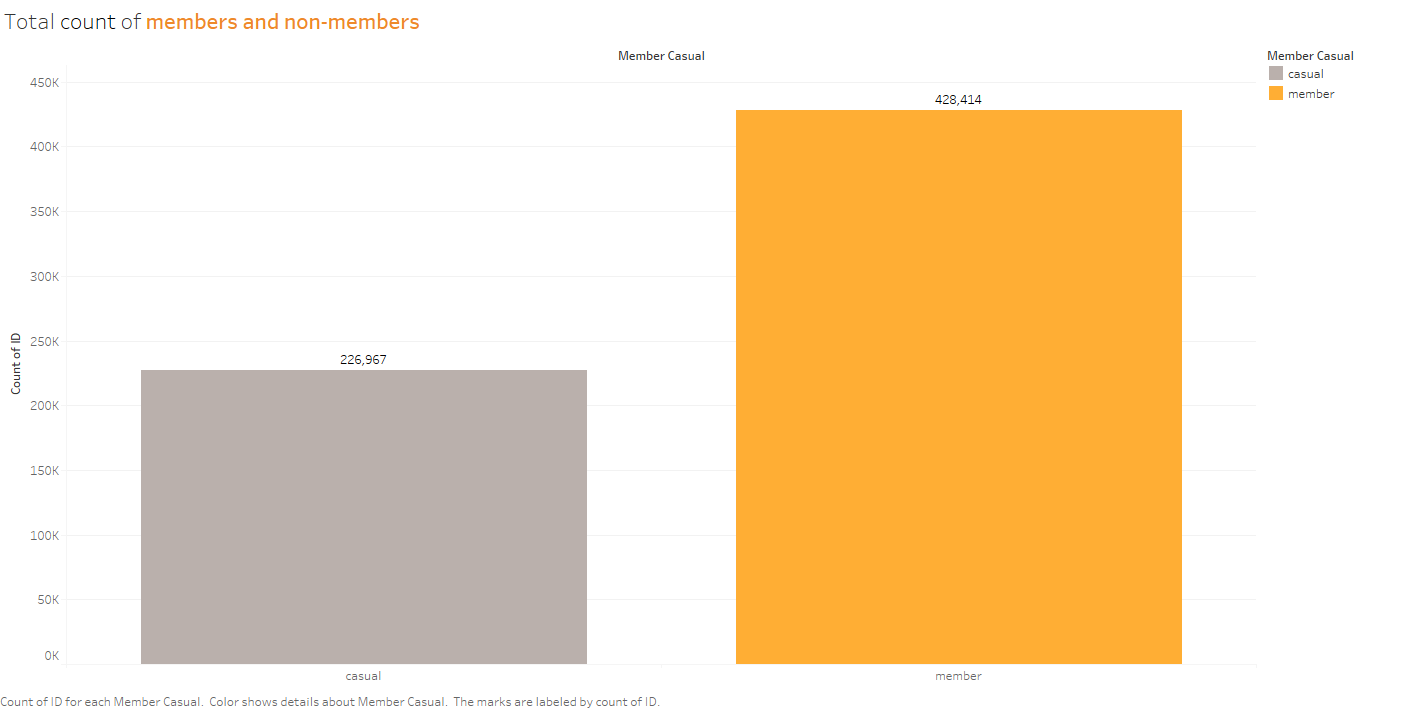 Total count of members and non-members
Member Casual
Member Casual
casual
member
450K
400K
350K
300K
250K
200K
150K
100K
50K
0K
Count of ID
428,414
226,967
casual
member
Count of ID for each Member Casual.  Color shows details about Member Casual.  The marks are labeled by count of ID.